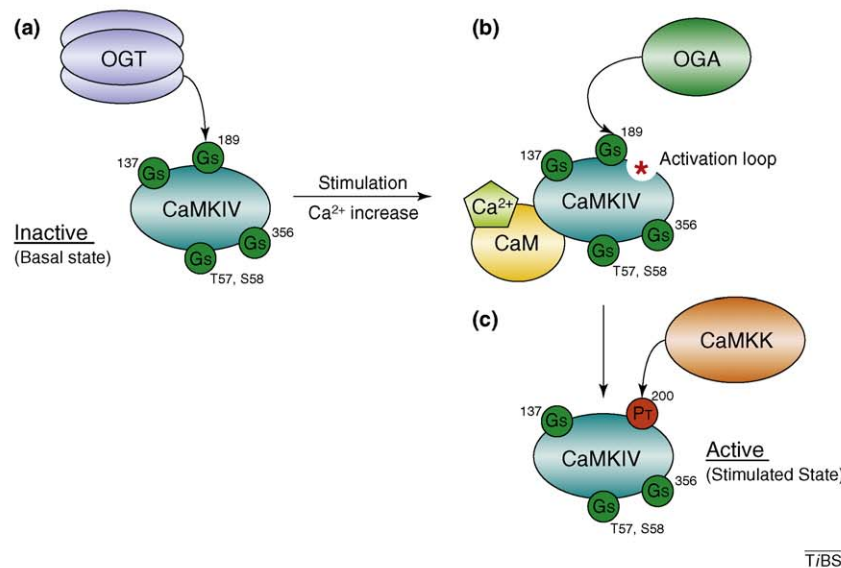 (a)
OGT
189
Gs
137
Gs
CaMKIV
Inactive
(Basal state)
Gs
356
Gs
T57, S58
Stimulation
Ca²⁺ increase
(b)
OGA
189
Gs
137
Gs
*
Activation loop
Ca²⁺
CaMKIV
CaM
Gs
356
Gs
T57, S58
(c)
CaMKK
200
PT
137
Gs
CaMKIV
Active
(Stimulated State)
Gs
356
Gs
T57, S58
TiBS